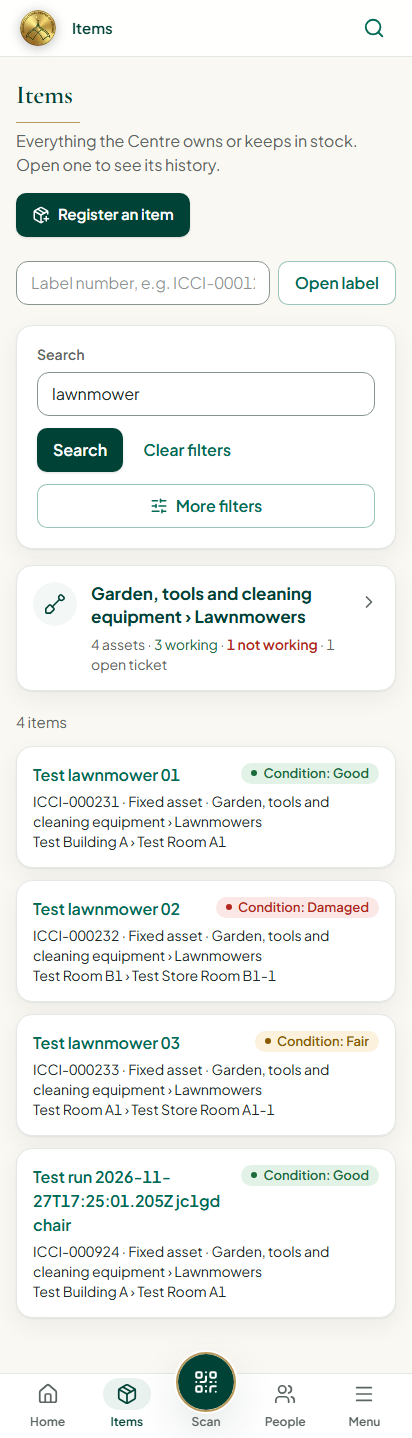 Items
Items
Everything the Centre owns or keeps in stock.
Open one to see its history.
Register an item
Label number, e.g. ICCI-00012
Open label
Search
lawnmower
Search
Clear filters
More filters
Garden, tools and cleaning
equipment › Lawnmowers
4 assets · 3 working · 1 not working · 1
open ticket
4 items
Test lawnmower 01
Condition: Good
ICCI-000231 · Fixed asset · Garden, tools and
cleaning equipment › Lawnmowers
Test Building A › Test Room A1
Test lawnmower 02
Condition: Damaged
ICCI-000232 · Fixed asset · Garden, tools and
cleaning equipment › Lawnmowers
Test Room B1 › Test Store Room B1-1
Test lawnmower 03
Condition: Fair
ICCI-000233 · Fixed asset · Garden, tools and
cleaning equipment › Lawnmowers
Test Room A1 › Test Store Room A1-1
Test run 2026-11-
27T17:25:01.205Z jc1gd
chair
Condition: Good
ICCI-000924 · Fixed asset · Garden, tools and
cleaning equipment › Lawnmowers
Test Building A › Test Room A1
Home
Items
Scan
People
Menu